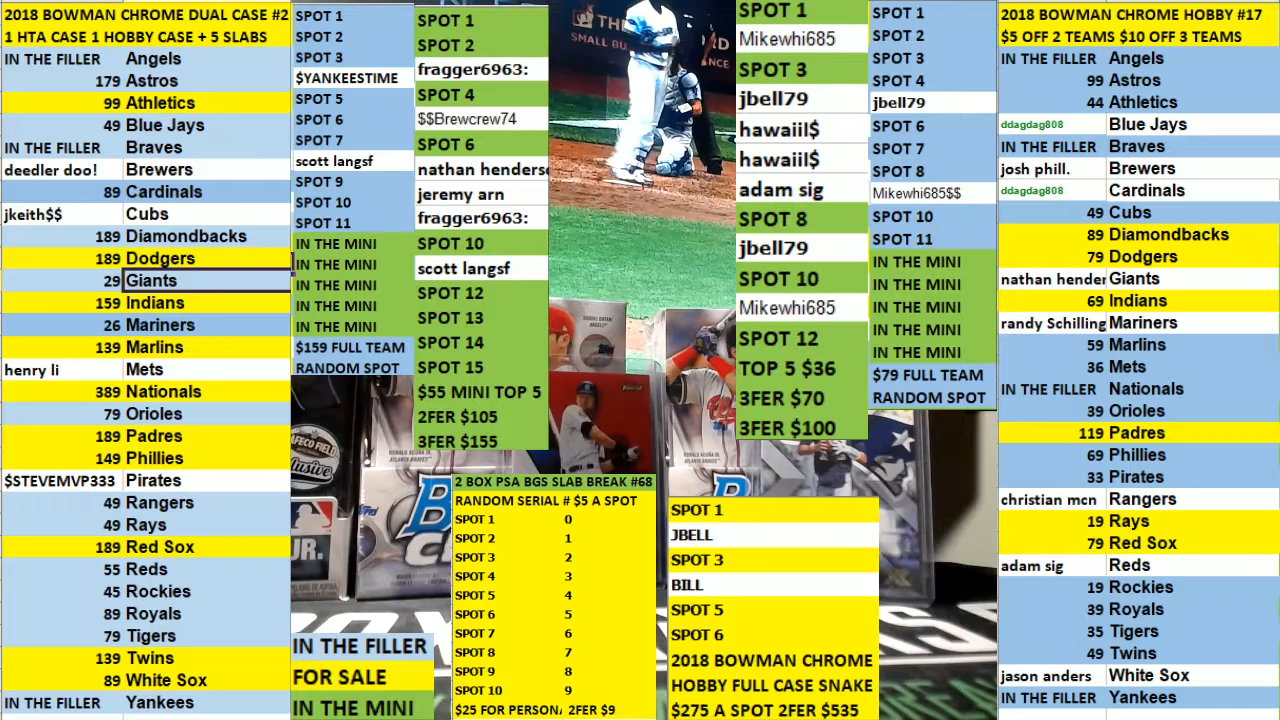 2018 BOWMAN CHROME DUAL CASE #2
1 HTA CASE 1 HOBBY CASE + 5 SLABS
IN THE FILLER Angels
179 Astros
99 Athletics
49 Blue Jays
IN THE FILLER Braves
deedler doo! Brewers
89 Cardinals
jkeith$$ Cubs
189 Diamondbacks
189 Dodgers
29 Giants
159 Indians
26 Mariners
139 Marlins
henry li Mets
389 Nationals
79 Orioles
189 Padres
149 Phillies
$STEVEMVP333 Pirates
49 Rangers
49 Rays
189 Red Sox
55 Reds
45 Rockies
89 Royals
79 Tigers
139 Twins
89 White Sox
IN THE FILLER Yankees
SPOT 1
SPOT 2
SPOT 3
$YANKEESTIME
SPOT 5
SPOT 6
SPOT 7
scott langsf
SPOT 9
SPOT 10
SPOT 11
IN THE MINI
IN THE MINI
IN THE MINI
IN THE MINI
IN THE MINI
$159 FULL TEAM
RANDOM SPOT
IN THE FILLER
FOR SALE
IN THE MINI
SPOT 1
SPOT 2
fragger6963:
SPOT 4
$$Brewcrew74
SPOT 6
nathan henders
jeremy arn
fragger6963:
SPOT 10
scott langsf
SPOT 12
SPOT 13
SPOT 14
SPOT 15
$55 MINI TOP 5
2FER $105
3FER $155
2 BOX PSA BGS SLAB BREAK #68
RANDOM SERIAL # $5 A SPOT
SPOT 1 0
SPOT 2 1
SPOT 3 2
SPOT 4 3
SPOT 5 4
SPOT 6 5
SPOT 7 6
SPOT 8 7
SPOT 9 8
SPOT 10 9
$25 FOR PERSONA 2FER $9
SPOT 1
JBELL
SPOT 3
BILL
SPOT 5
SPOT 6
2018 BOWMAN CHROME
HOBBY FULL CASE SNAKE
$275 A SPOT 2FER $535
SPOT 1
Mikewhi685
SPOT 3
jbell79
hawaiil$
hawaiil$
adam sig
SPOT 8
jbell79
SPOT 10
Mikewhi685
SPOT 12
TOP 5 $36
3FER $70
3FER $100
SPOT 1
SPOT 2
SPOT 3
SPOT 4
jbell79
SPOT 6
SPOT 7
SPOT 8
Mikewhi685$$
SPOT 10
SPOT 11
IN THE MINI
IN THE MINI
IN THE MINI
IN THE MINI
IN THE MINI
$79 FULL TEAM
RANDOM SPOT
2018 BOWMAN CHROME HOBBY #17
$5 OFF 2 TEAMS $10 OFF 3 TEAMS
IN THE FILLER Angels
99 Astros
44 Athletics
ddagdag808 Blue Jays
IN THE FILLER Braves
josh phill. Brewers
ddagdag808 Cardinals
49 Cubs
89 Diamondbacks
79 Dodgers
nathan hender Giants
69 Indians
randy Schilling Mariners
59 Marlins
36 Mets
IN THE FILLER Nationals
39 Orioles
119 Padres
69 Phillies
33 Pirates
christian mcn Rangers
19 Rays
79 Red Sox
adam sig Reds
19 Rockies
39 Royals
35 Tigers
49 Twins
jason anders White Sox
IN THE FILLER Yankees
THE
SMALL BU
NCE
SAFECO FIELD
JR.